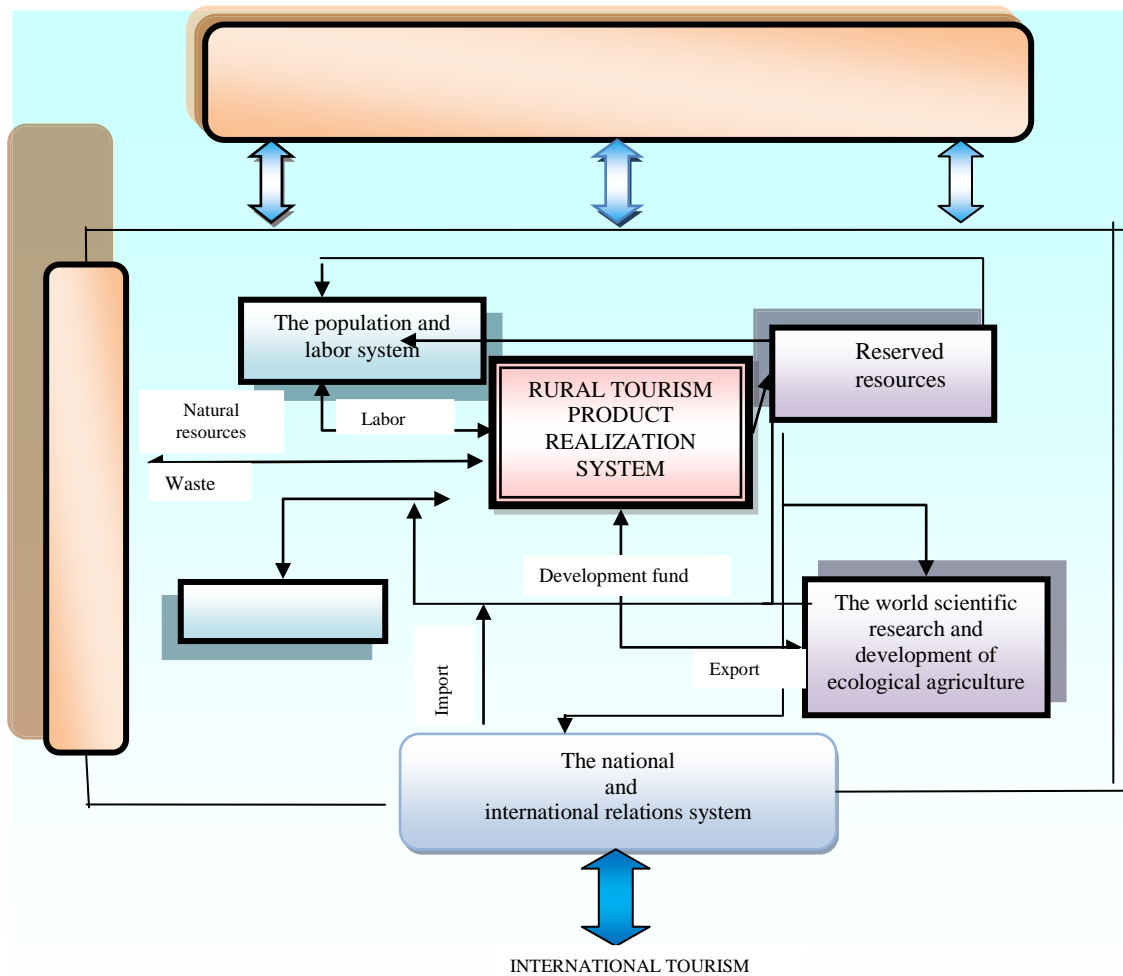 The population and
labor system
Reserved
resources
RURAL TOURISM
PRODUCT
REALIZATION
SYSTEM
Natural
resources
Labor
Waste
Development fund
The world scientific
research and
development of
ecological agriculture
Import
Export
The national
and
international relations system
INTERNATIONAL TOURISM